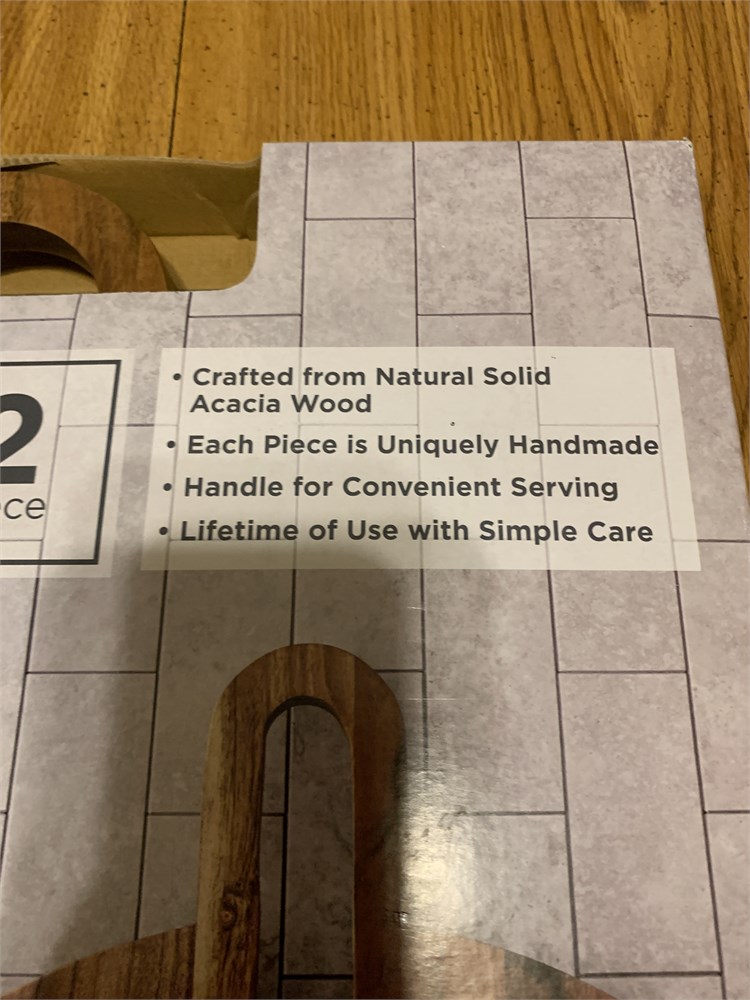 2
• Crafted from Natural Solid
Acacia Wood
• Each Piece is Uniquely Handmade
• Handle for Convenient Serving
• Lifetime of Use with Simple Care